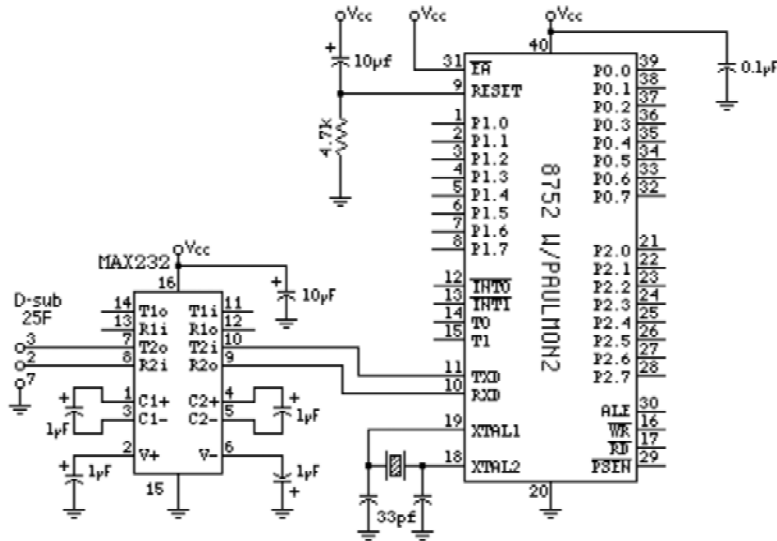 Vcc
Vcc
Vcc
40
+
10µf
31
EA
9
RESET
4.7k
0.1µF
1 P1.0
2 P1.1
3 P1.2
4 P1.3
5 P1.4
6 P1.5
7 P1.6
8 P1.7
12 INT0
13 INT1
14 T0
15 T1
11 TXD
10 RXD
19 XTAL1
18 XTAL2
20
8752 W/PAULMON2
P0.0 39
P0.1 38
P0.2 37
P0.3 36
P0.4 35
P0.5 34
P0.6 33
P0.7 32
P2.0 21
P2.1 22
P2.2 23
P2.3 24
P2.4 25
P2.5 26
P2.6 27
P2.7 28
ALE 30
WR 16
RD 17
PSEN 29
33pf
Vcc
MAX232
16
+
10µF
D-sub
25F
3
2
7
14 T1o T1i 11
13 R1i R1o 12
7 T2o T2i 10
8 R2i R2o 9
1 C1+ C2+ 4
3 C1- C2- 5
2 V+ V- 6
15
+
1µF
+
1µF
+
1µF
1µF
+